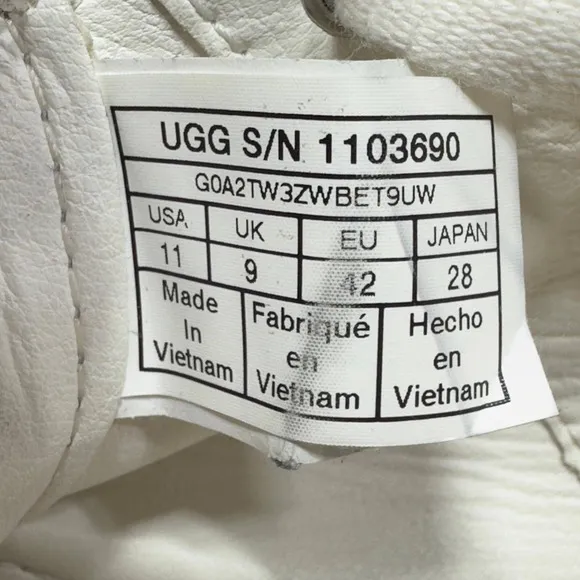 UGG S/N 1103690
G0A2TW3ZWBET9UW
USA UK EU JAPAN
11 9 42 28
Made In Vietnam
Fabriqué en Vietnam
Hecho en Vietnam